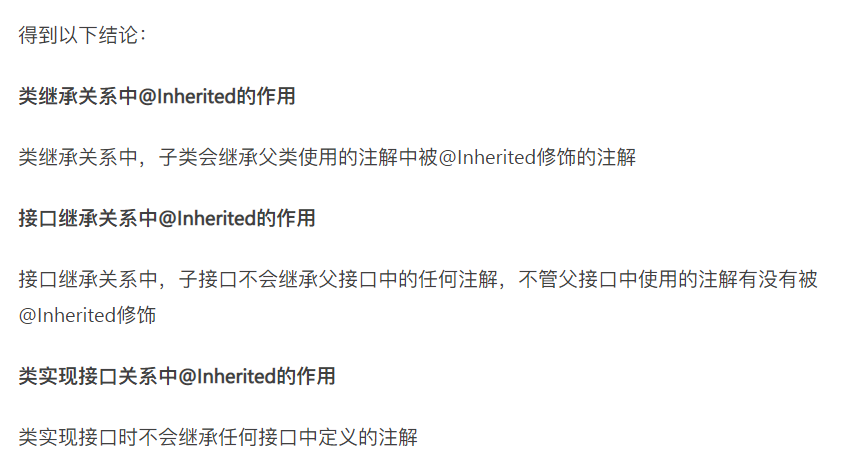 得到以下结论：
类继承关系中@Inherited的作用
类继承关系中，子类会继承父类使用的注解中被@Inherited修饰的注解
接口继承关系中@Inherited的作用
接口继承关系中，子接口不会继承父接口中的任何注解，不管父接口中使用的注解有没有被
@Inherited修饰
类实现接口关系中@Inherited的作用
类实现接口时不会继承任何接口中定义的注解